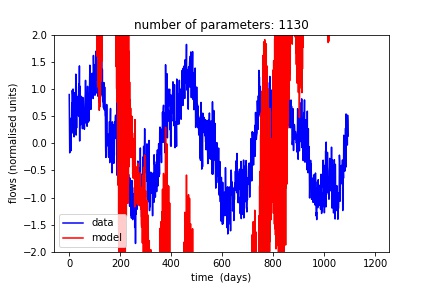 number of parameters: 1130
2.0
1.5
1.0
0.5
0.0
−0.5
−1.0
−1.5
−2.0
flows (normalised units)
data
model
0 200 400 600 800 1000 1200
time (days)